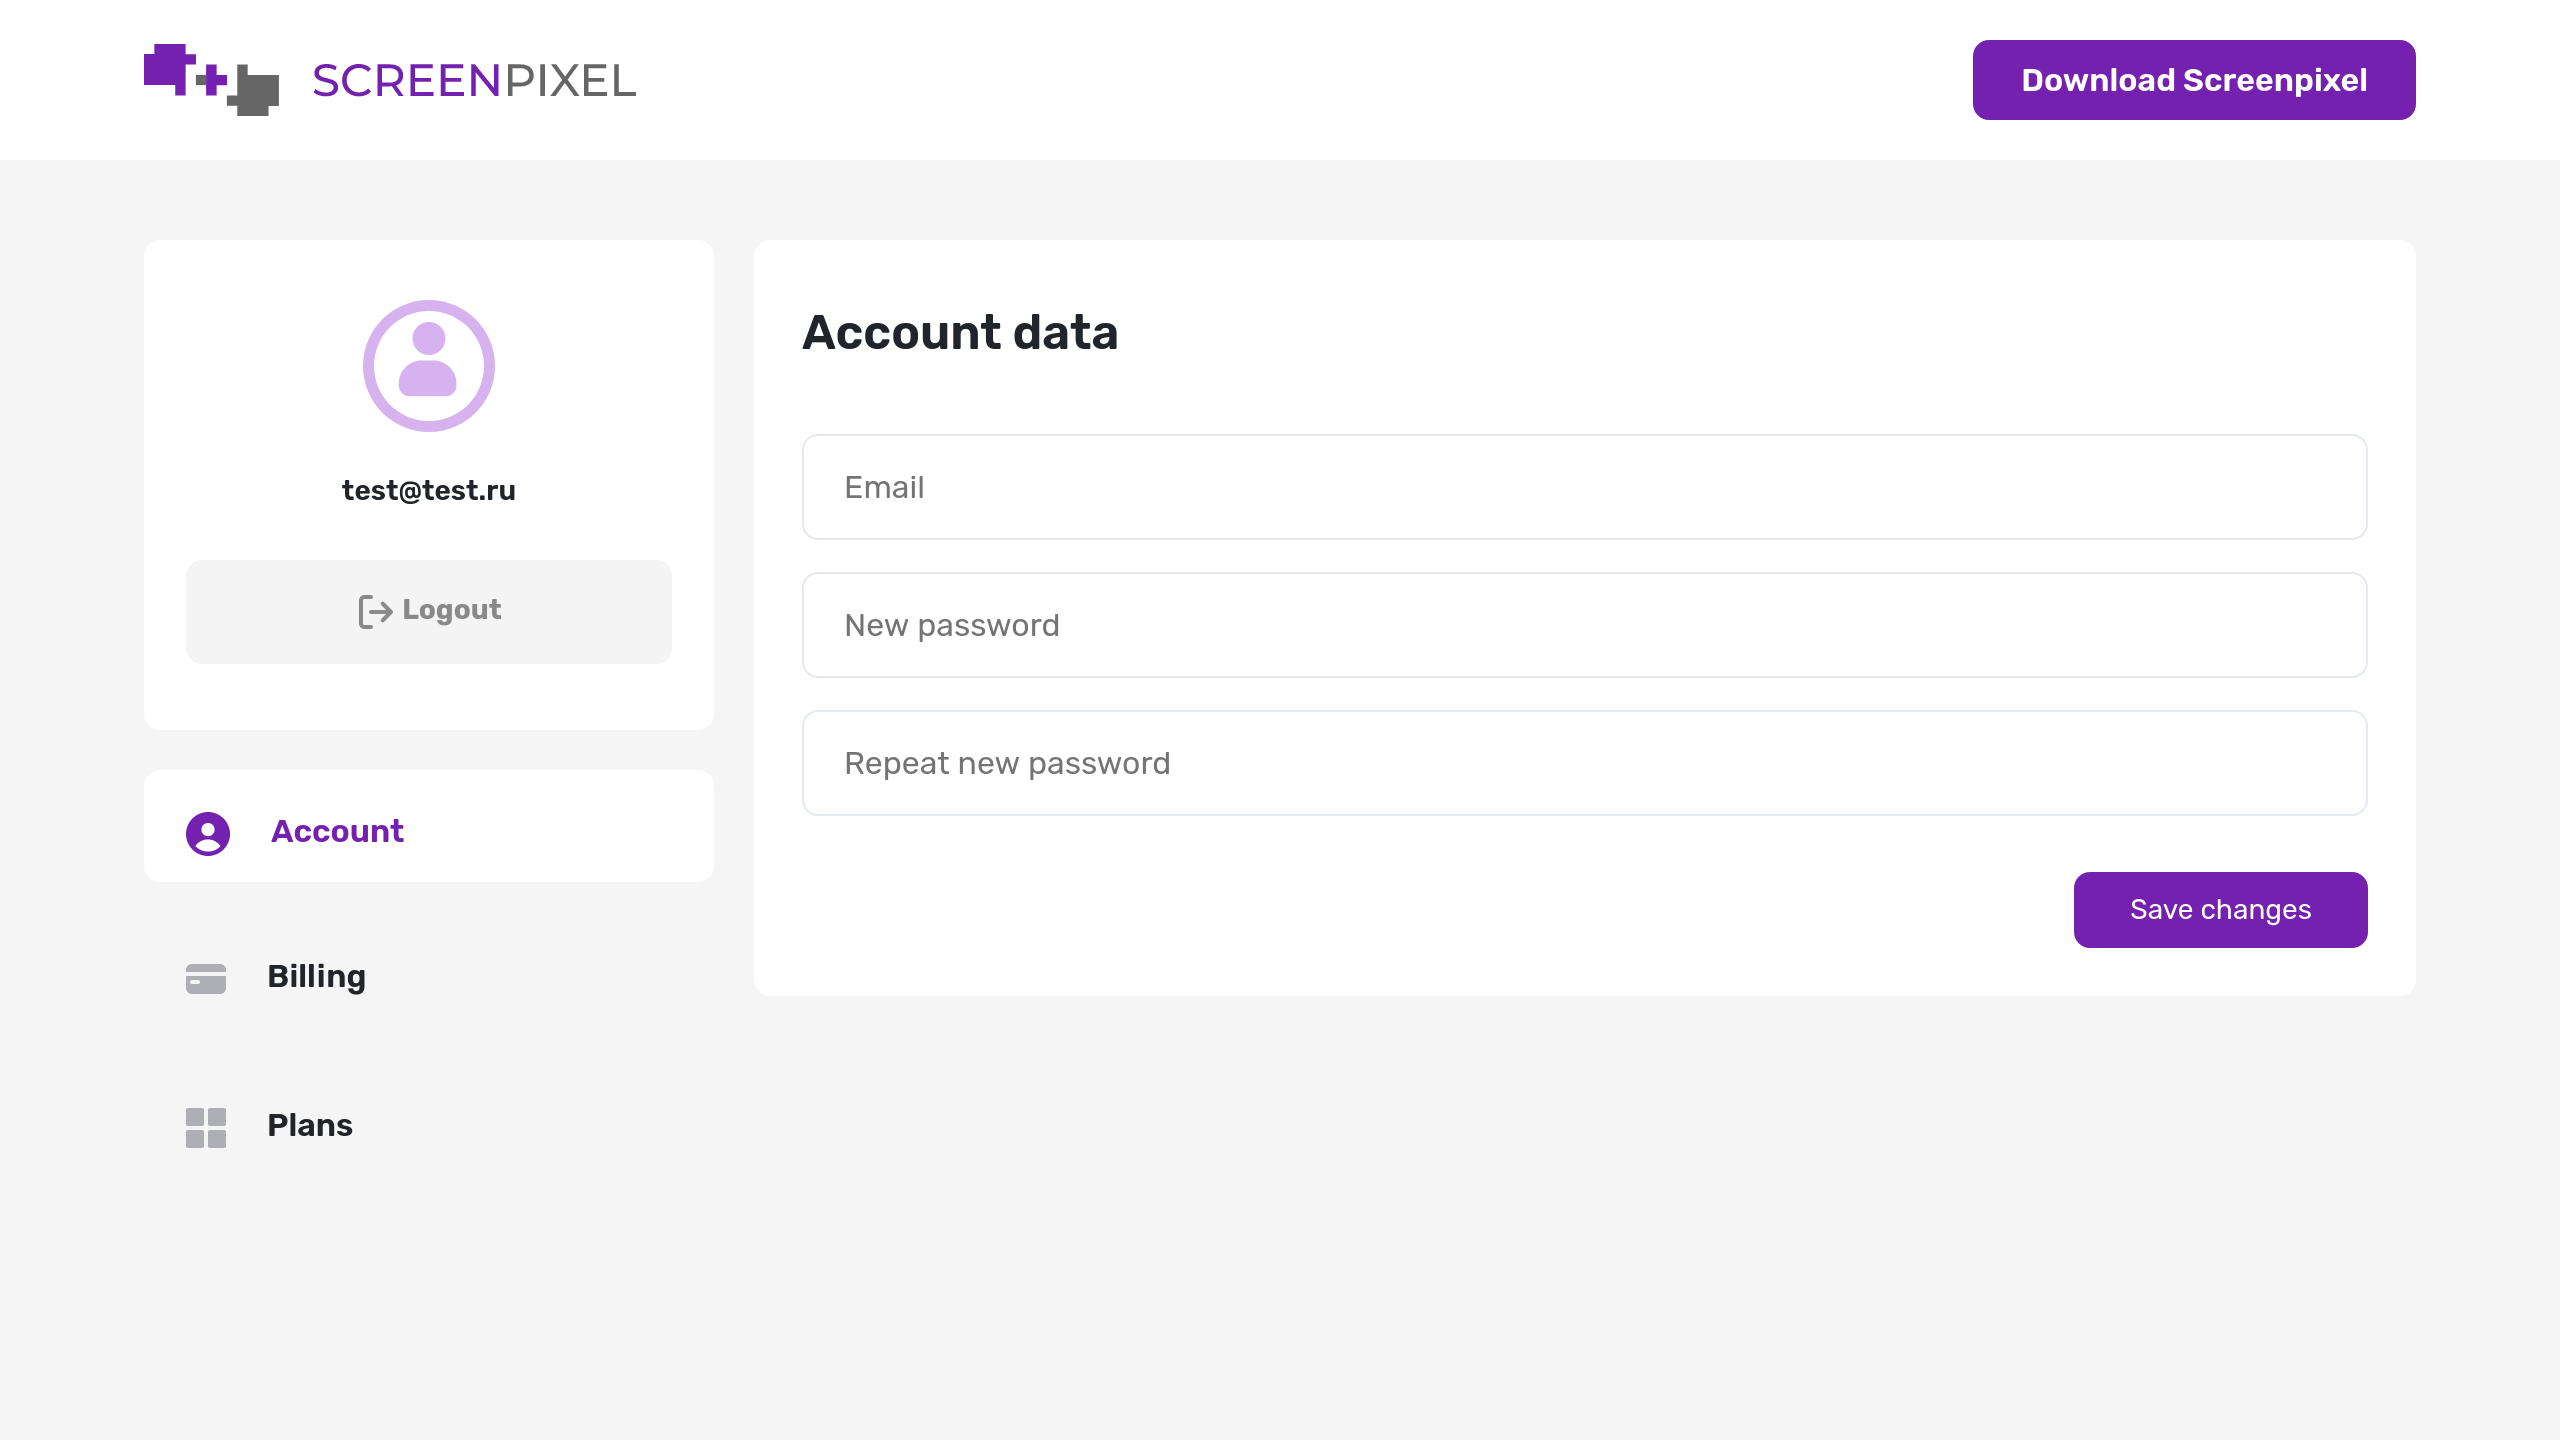 SCREENPIXEL
Download Screenpixel
test@test.ru
Logout
Account
Billing
Plans
Account data
Email
New password
Repeat new password
Save changes